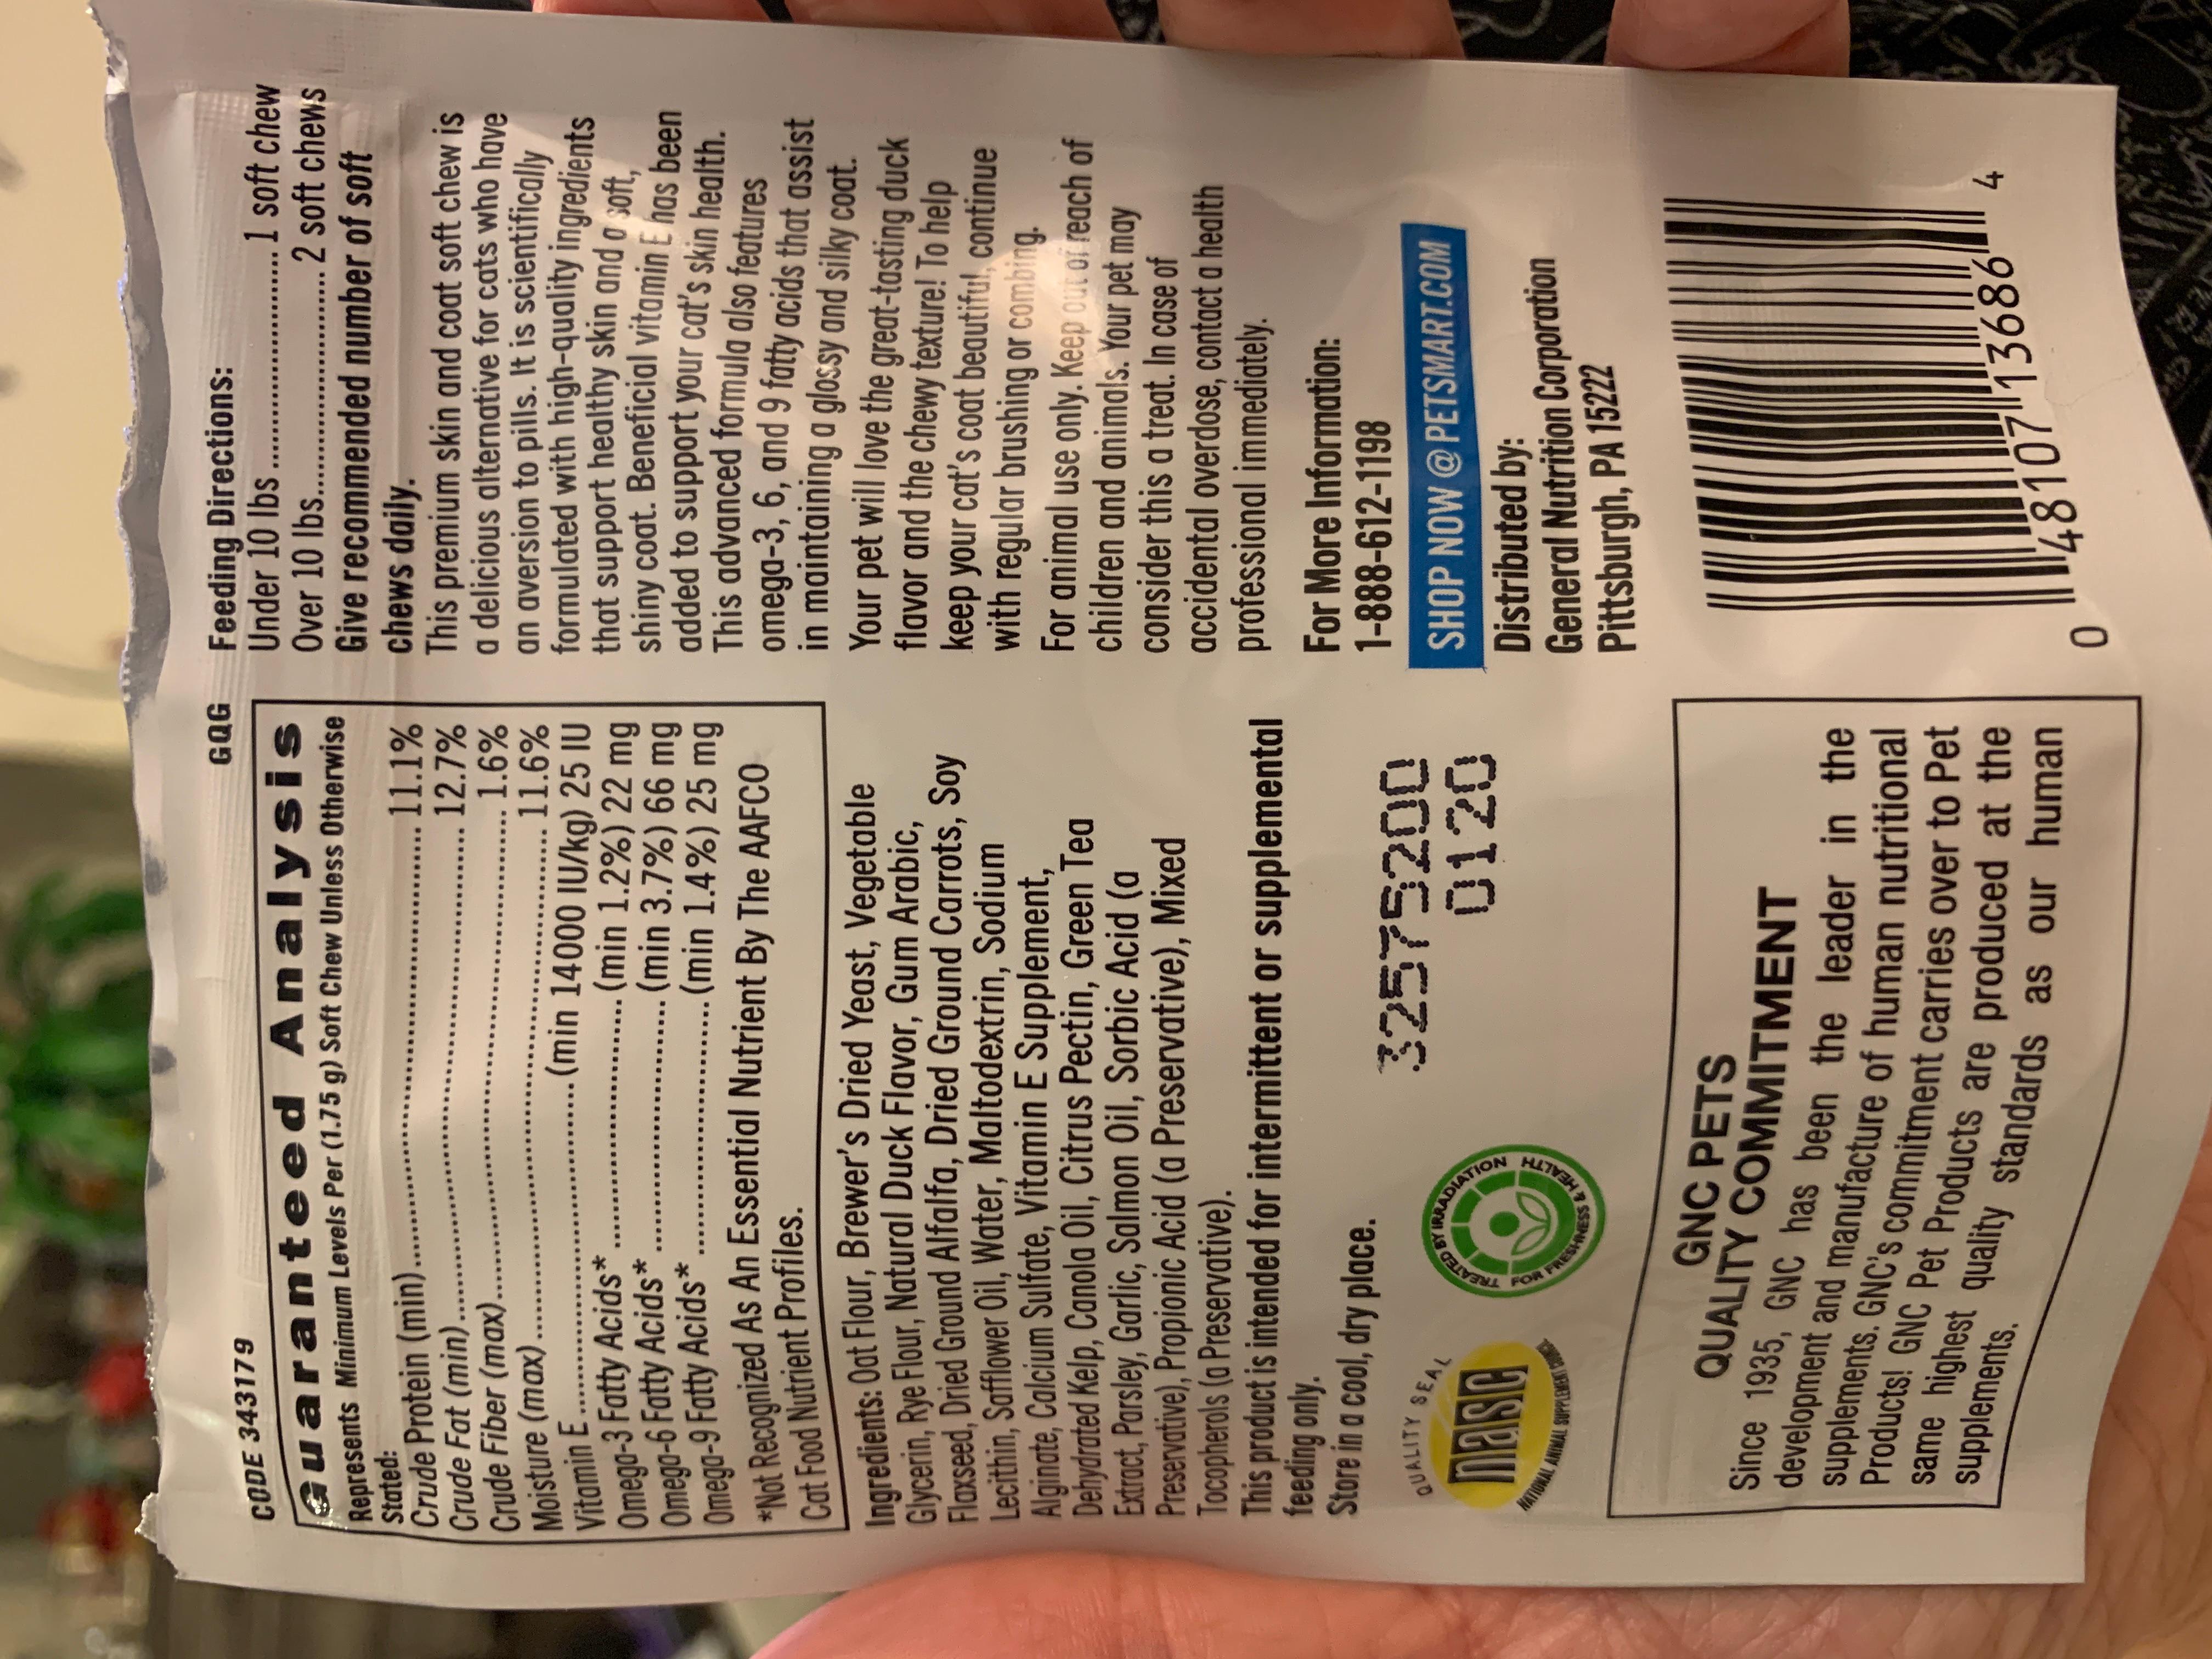 CODE 343179
GQG
Guaranteed Analysis
Represents Minimum Levels Per (1.75 g) Soft Chew Unless Otherwise
Stated:
Crude Protein (min) 11.1%
Crude Fat (min) 12.7%
Crude Fiber (max) 1.6%
Moisture (max) 11.6%
Vitamin E (min 14000 IU/kg) 25 IU
Omega-3 Fatty Acids* (min 1.2%) 22 mg
Omega-6 Fatty Acids* (min 3.7%) 66 mg
Omega-9 Fatty Acids* (min 1.4%) 25 mg
*Not Recognized As An Essential Nutrient By The AAFCO
Cat Food Nutrient Profiles.
Ingredients: Oat Flour, Brewer's Dried Yeast, Vegetable
Glycerin, Rye Flour, Natural Duck Flavor, Gum Arabic,
Flaxseed, Dried Ground Alfalfa, Dried Ground Carrots, Soy
Lecithin, Safflower Oil, Water, Maltodextrin, Sodium
Alginate, Calcium Sulfate, Vitamin E Supplement,
Dehydrated Kelp, Canola Oil, Citrus Pectin, Green Tea
Extract, Parsley, Garlic, Salmon Oil, Sorbic Acid (a
Preservative), Propionic Acid (a Preservative), Mixed
Tocopherols (a Preservative).
This product is intended for intermittent or supplemental
feeding only.
Store in a cool, dry place.
QUALITY SEAL
nasc
NATIONAL ANIMAL SUPPLEMENT COUNCIL
TREATED BY IRRADIATION
FOR FRESHNESS & HEALTH
32575200
0120
GNC PETS
QUALITY COMMITMENT
Since 1935, GNC has been the leader in the
development and manufacture of human nutritional
supplements. GNC's commitment carries over to Pet
Products! GNC Pet Products are produced at the
same highest quality standards as our human
supplements.
Feeding Directions:
Under 10 lbs 1 soft chew
Over 10 lbs 2 soft chews
Give recommended number of soft
chews daily.
This premium skin and coat soft chew is
a delicious alternative for cats who have
an aversion to pills. It is scientifically
formulated with high-quality ingredients
that support healthy skin and a soft,
shiny coat. Beneficial vitamin E has been
added to support your cat's skin health.
This advanced formula also features
omega-3, 6, and 9 fatty acids that assist
in maintaining a glossy and silky coat.
Your pet will love the great-tasting duck
flavor and the chewy texture! To help
keep your cat's coat beautiful, continue
with regular brushing or combing.
For animal use only. Keep out of reach of
children and animals. Your pet may
consider this a treat. In case of
accidental overdose, contact a health
professional immediately.
For More Information:
1-888-612-1198
SHOP NOW @ PETSMART.COM
Distributed by:
General Nutrition Corporation
Pittsburgh, PA 15222
0 48107 13686 4